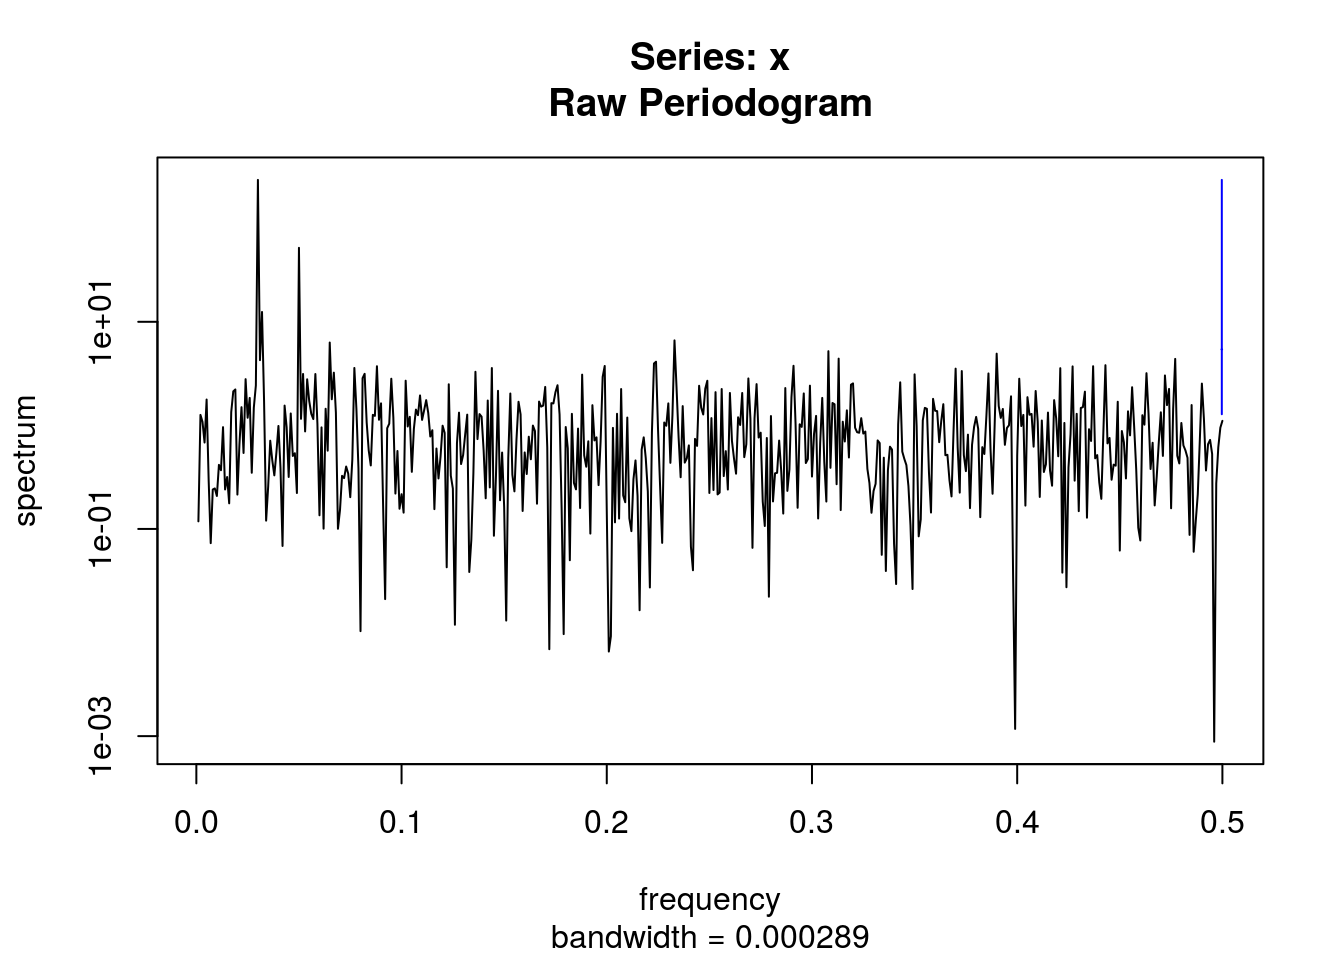 Series: x
Raw Periodogram
spectrum
1e+01
1e-01
1e-03
0.0 0.1 0.2 0.3 0.4 0.5
frequency
bandwidth = 0.000289